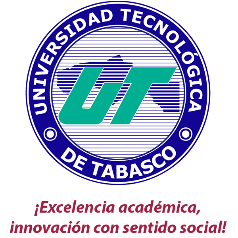 UNIVERSIDAD TECNOLÓGICA
DE TABASCO
UT
¡Excelencia académica,
innovación con sentido social!